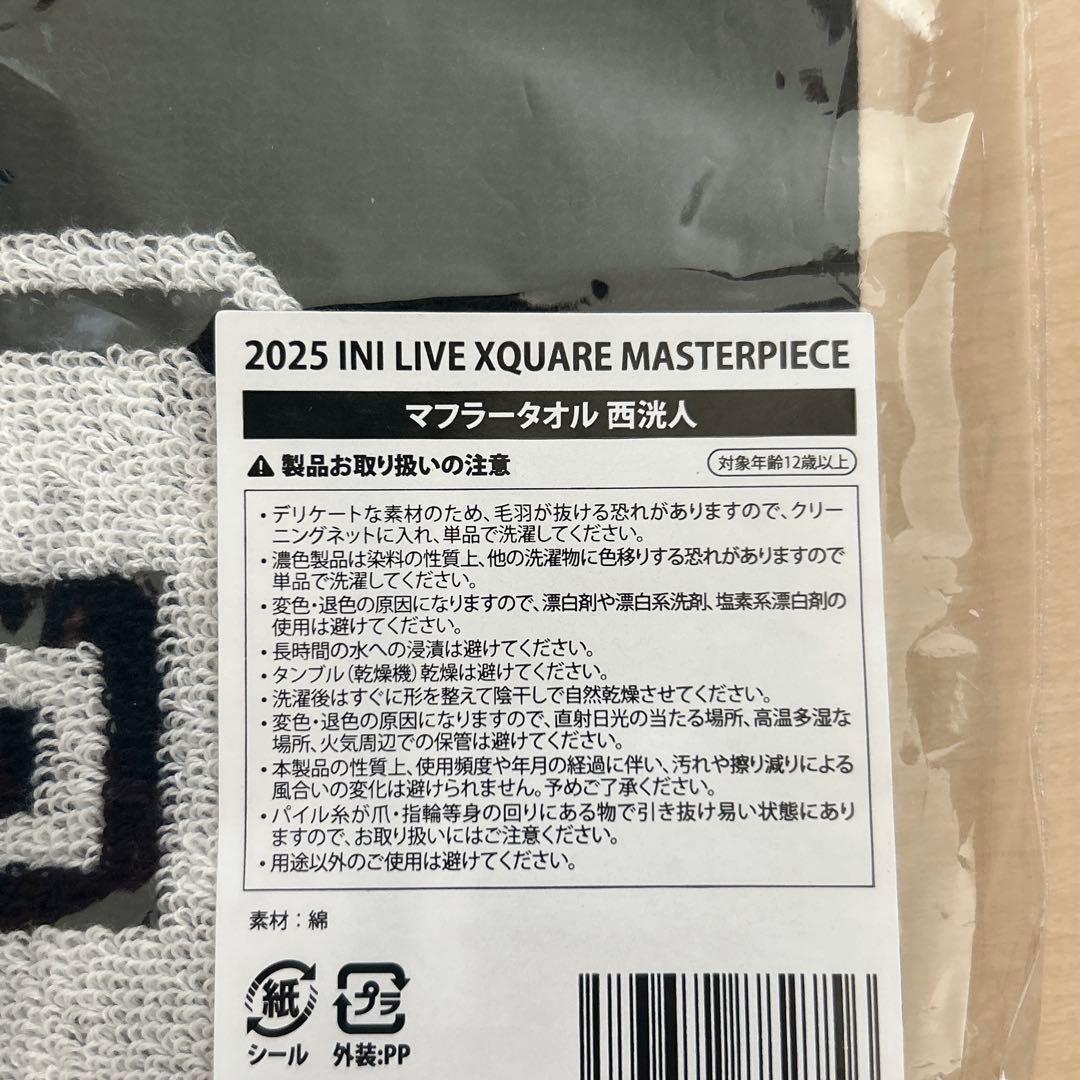 2025 INI LIVE XQUARE MASTERPIECE
マフラータオル 西洸人
製品お取り扱いの注意
対象年齢12歳以上
・デリケートな素材のため、毛羽が抜ける恐れがありますので、クリー
ニングネットに入れ、単品で洗濯してください。
・濃色製品は染料の性質上、他の洗濯物に色移りする恐れがありますので
単品で洗濯してください。
・変色・退色の原因になりますので、漂白剤や漂白系洗剤、塩素系漂白剤の
使用は避けてください。
・長時間の水への浸漬は避けてください。
・タンブル(乾燥機)乾燥は避けてください。
・洗濯後はすぐに形を整えて陰干しで自然乾燥させてください。
・変色・退色の原因になりますので、直射日光の当たる場所、高温多湿な
場所、火気周辺での保管は避けてください。
・本製品の性質上、使用頻度や年月の経過に伴い、汚れや擦り減りによる
風合いの変化は避けられません。予めご了承ください。
・パイル糸が爪・指輪等身の回りにある物で引き抜け易い状態にあり
ますので、お取り扱いにはご注意ください。
・用途以外のご使用は避けてください。
素材：綿
紙
プラ
シール
外装:PP